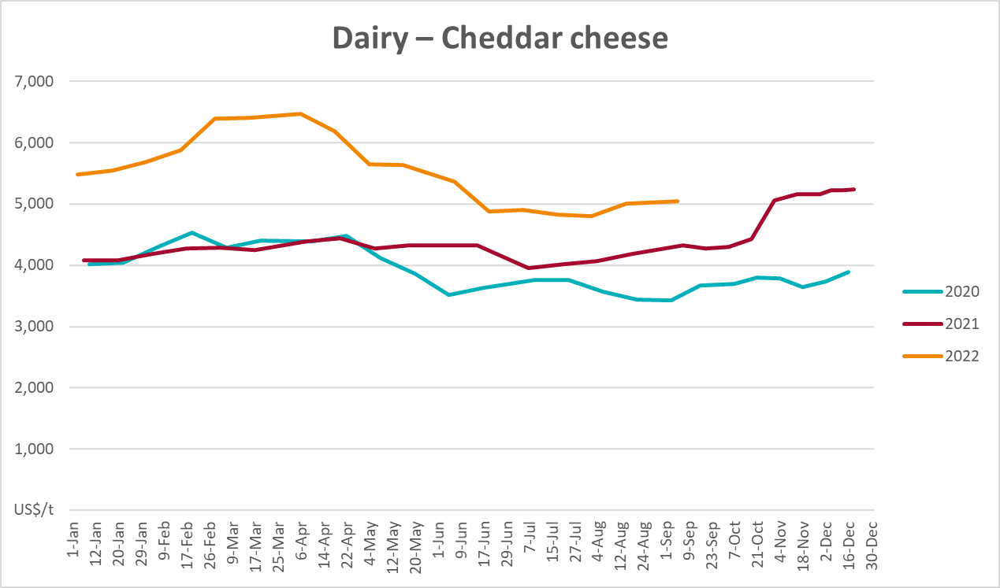 Dairy – Cheddar cheese
7,000
6,000
5,000
4,000
3,000
2,000
1,000
US$/t
1-Jan
12-Jan
20-Jan
29-Jan
9-Feb
17-Feb
26-Feb
9-Mar
17-Mar
25-Mar
6-Apr
14-Apr
22-Apr
4-May
12-May
20-May
1-Jun
9-Jun
17-Jun
29-Jun
7-Jul
15-Jul
27-Jul
4-Aug
12-Aug
24-Aug
1-Sep
9-Sep
23-Sep
7-Oct
21-Oct
4-Nov
18-Nov
2-Dec
16-Dec
30-Dec
2020
2021
2022